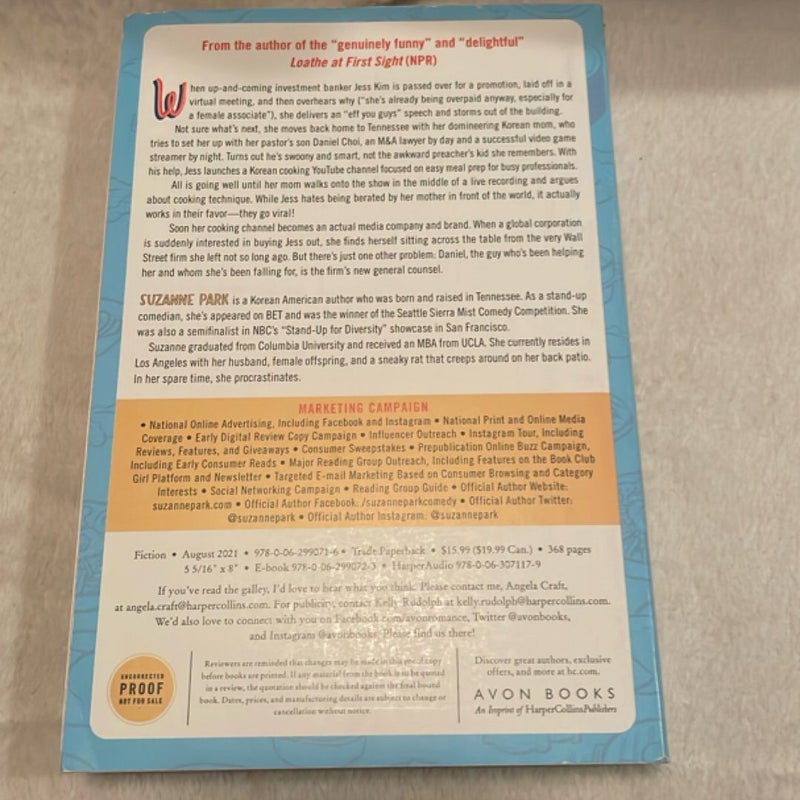 From the author of the "genuinely funny" and "delightful"
Loathe at First Sight (NPR)
When up-and-coming investment banker Jess Kim is passed over for a promotion, laid off in a
virtual meeting, and then overhears why ("she's already being overpaid anyway, especially for
a female associate"), she delivers an "eff you guys" speech and storms out of the building.
Not sure what's next, she moves back home to Tennessee with her domineering Korean mom, who
tries to set her up with her pastor's son Daniel Choi, an M&A lawyer by day and a successful video game
streamer by night. Turns out he's swoony and smart, not the awkward preacher's kid she remembers. With
his help, Jess launches a Korean cooking YouTube channel focused on easy meal prep for busy professionals.
All is going well until her mom walks onto the show in the middle of a live recording and argues
about cooking technique. While Jess hates being berated by her mother in front of the world, it actually
works in their favor—they go viral!
Soon her cooking channel becomes an actual media company and brand. When a global corporation
is suddenly interested in buying Jess out, she finds herself sitting across the table from the very Wall
Street firm she left not so long ago. But there's just one other problem: Daniel, the guy who's been helping
her and whom she's been falling for, is the firm's new general counsel.
SUZANNE PARK is a Korean American author who was born and raised in Tennessee. As a stand-up
comedian, she's appeared on BET and was the winner of the Seattle Sierra Mist Comedy Competition. She
was also a semifinalist in NBC's "Stand-Up for Diversity" showcase in San Francisco.
Suzanne graduated from Columbia University and received an MBA from UCLA. She currently resides in
Los Angeles with her husband, female offspring, and a sneaky rat that creeps around on her back patio.
In her spare time, she procrastinates.
MARKETING CAMPAIGN
• National Online Advertising, Including Facebook and Instagram • National Print and Online Media
Coverage • Early Digital Review Copy Campaign • Influencer Outreach • Instagram Tour, Including
Reviews, Features, and Giveaways • Consumer Sweepstakes • Prepublication Online Buzz Campaign,
Including Early Consumer Reads • Major Reading Group Outreach, Including Features on the Book Club
Girl Platform and Newsletter • Targeted E-mail Marketing Based on Consumer Browsing and Category
Interests • Social Networking Campaign • Reading Group Guide • Official Author Website:
suzannepark.com • Official Author Facebook: /suzanneparkcomedy • Official Author Twitter:
@suzannepark • Official Author Instagram: @suzannepark
Fiction • August 2021 • 978-0-06-299071-6 • Trade Paperback • $15.99 ($19.99 Can.) • 368 pages
5 5/16" x 8" • E-book 978-0-06-299072-3 • HarperAudio 978-0-06-307117-9
If you've read the galley, I'd love to hear what you think. Please contact me, Angela Craft,
at angela.craft@harpercollins.com. For publicity, contact Kelly Rudolph at kelly.rudolph@harpercollins.com.
We'd also love to connect with you on Facebook.com/avonromance, Twitter @avonbooks,
and Instagram @avonbooks. Please find us there!
UNCORRECTED
PROOF
NOT FOR SALE
Reviewers are reminded that changes may be made in this proof copy
before books are printed. If any material from the book is to be quoted
in a review, the quotation should be checked against the final bound
book. Dates, prices, and manufacturing details are subject to change or
cancellation without notice.
Discover great authors, exclusive
offers, and more at hc.com.
AVON BOOKS
An Imprint of HarperCollinsPublishers